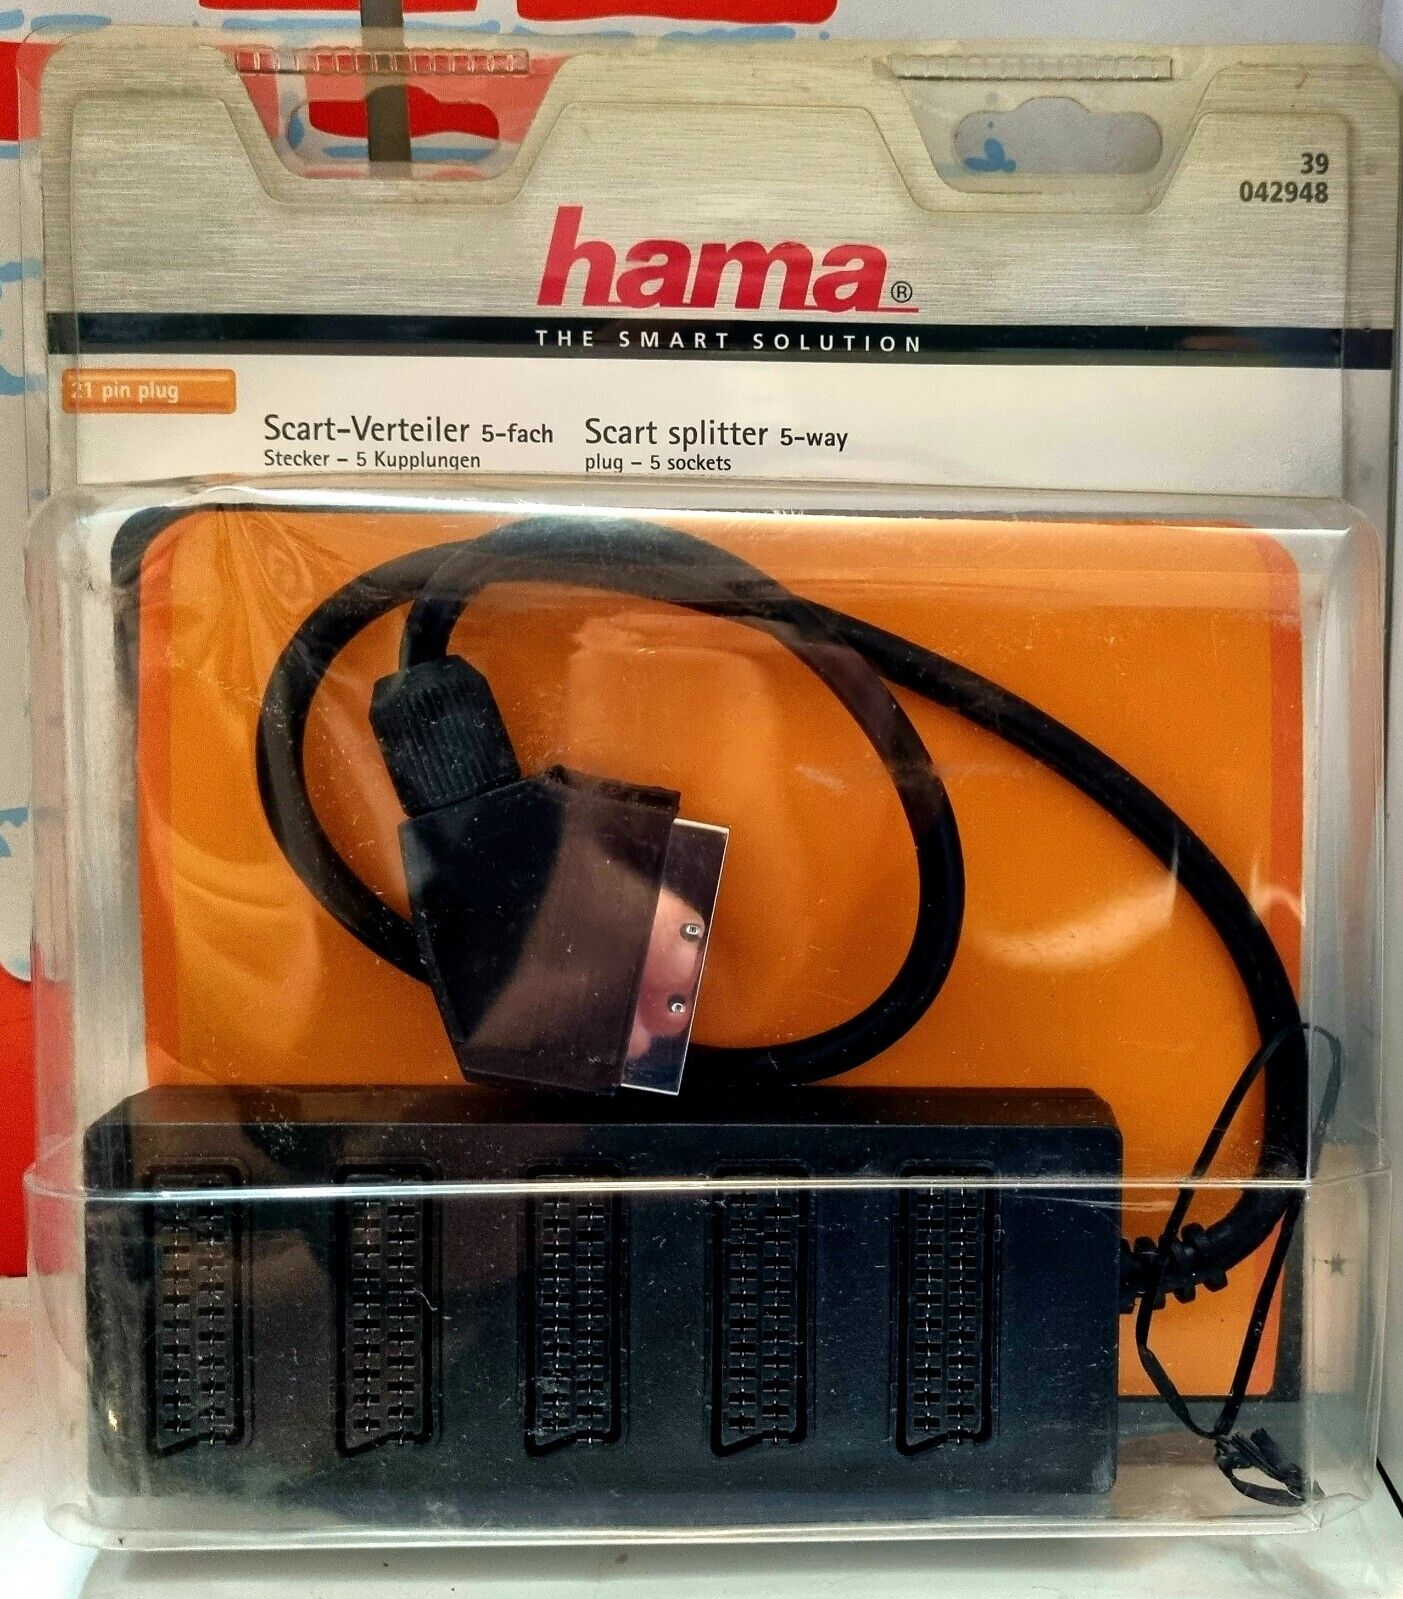 39
042948
hama®
THE SMART SOLUTION
21 pin plug
Scart-Verteiler 5-fach
Stecker – 5 Kupplungen
Scart splitter 5-way
plug – 5 sockets